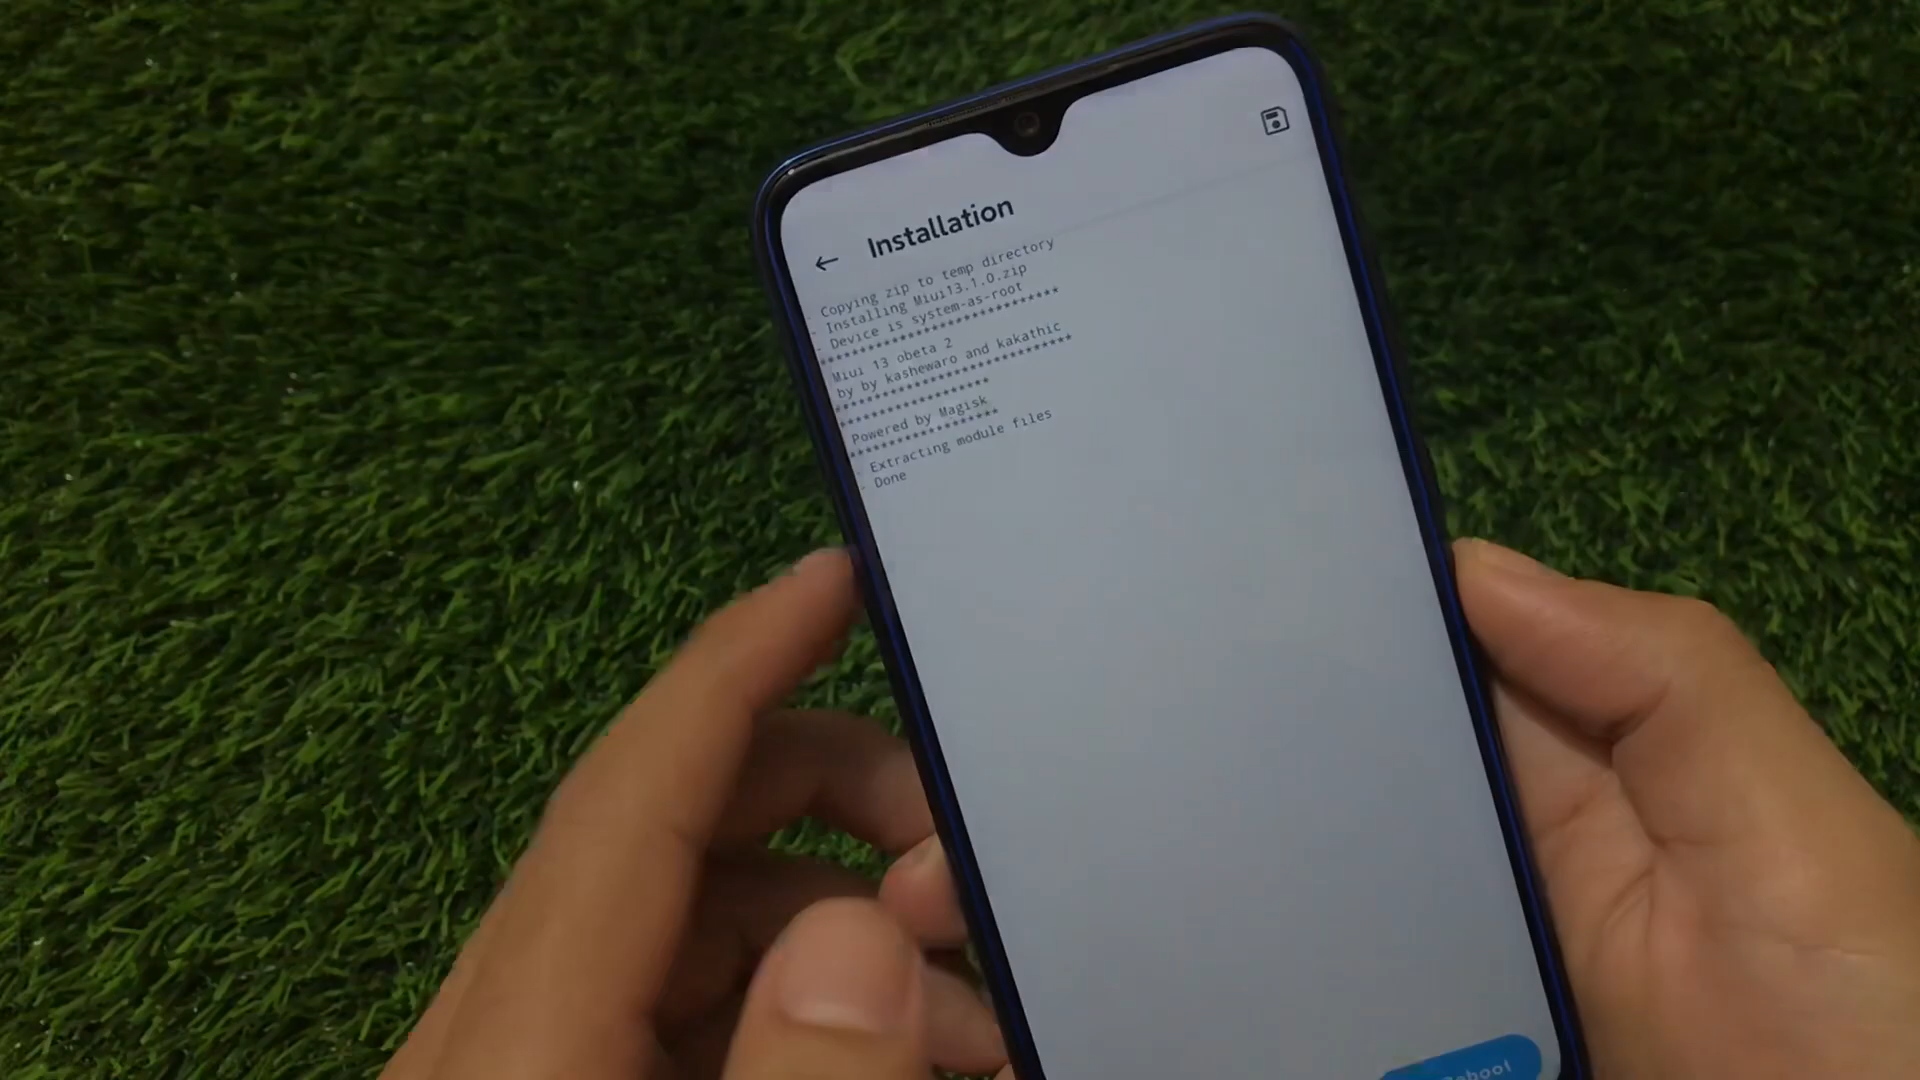 Installation
- Copying zip to temp directory
- Installing Miui13.1.0.zip
- Device is system-as-root
******************************
Miui 13 obeta 2
by by kashewaro and kakathic
******************************
*******************
Powered by Magisk
*******************
- Extracting module files
- Done
Reboot